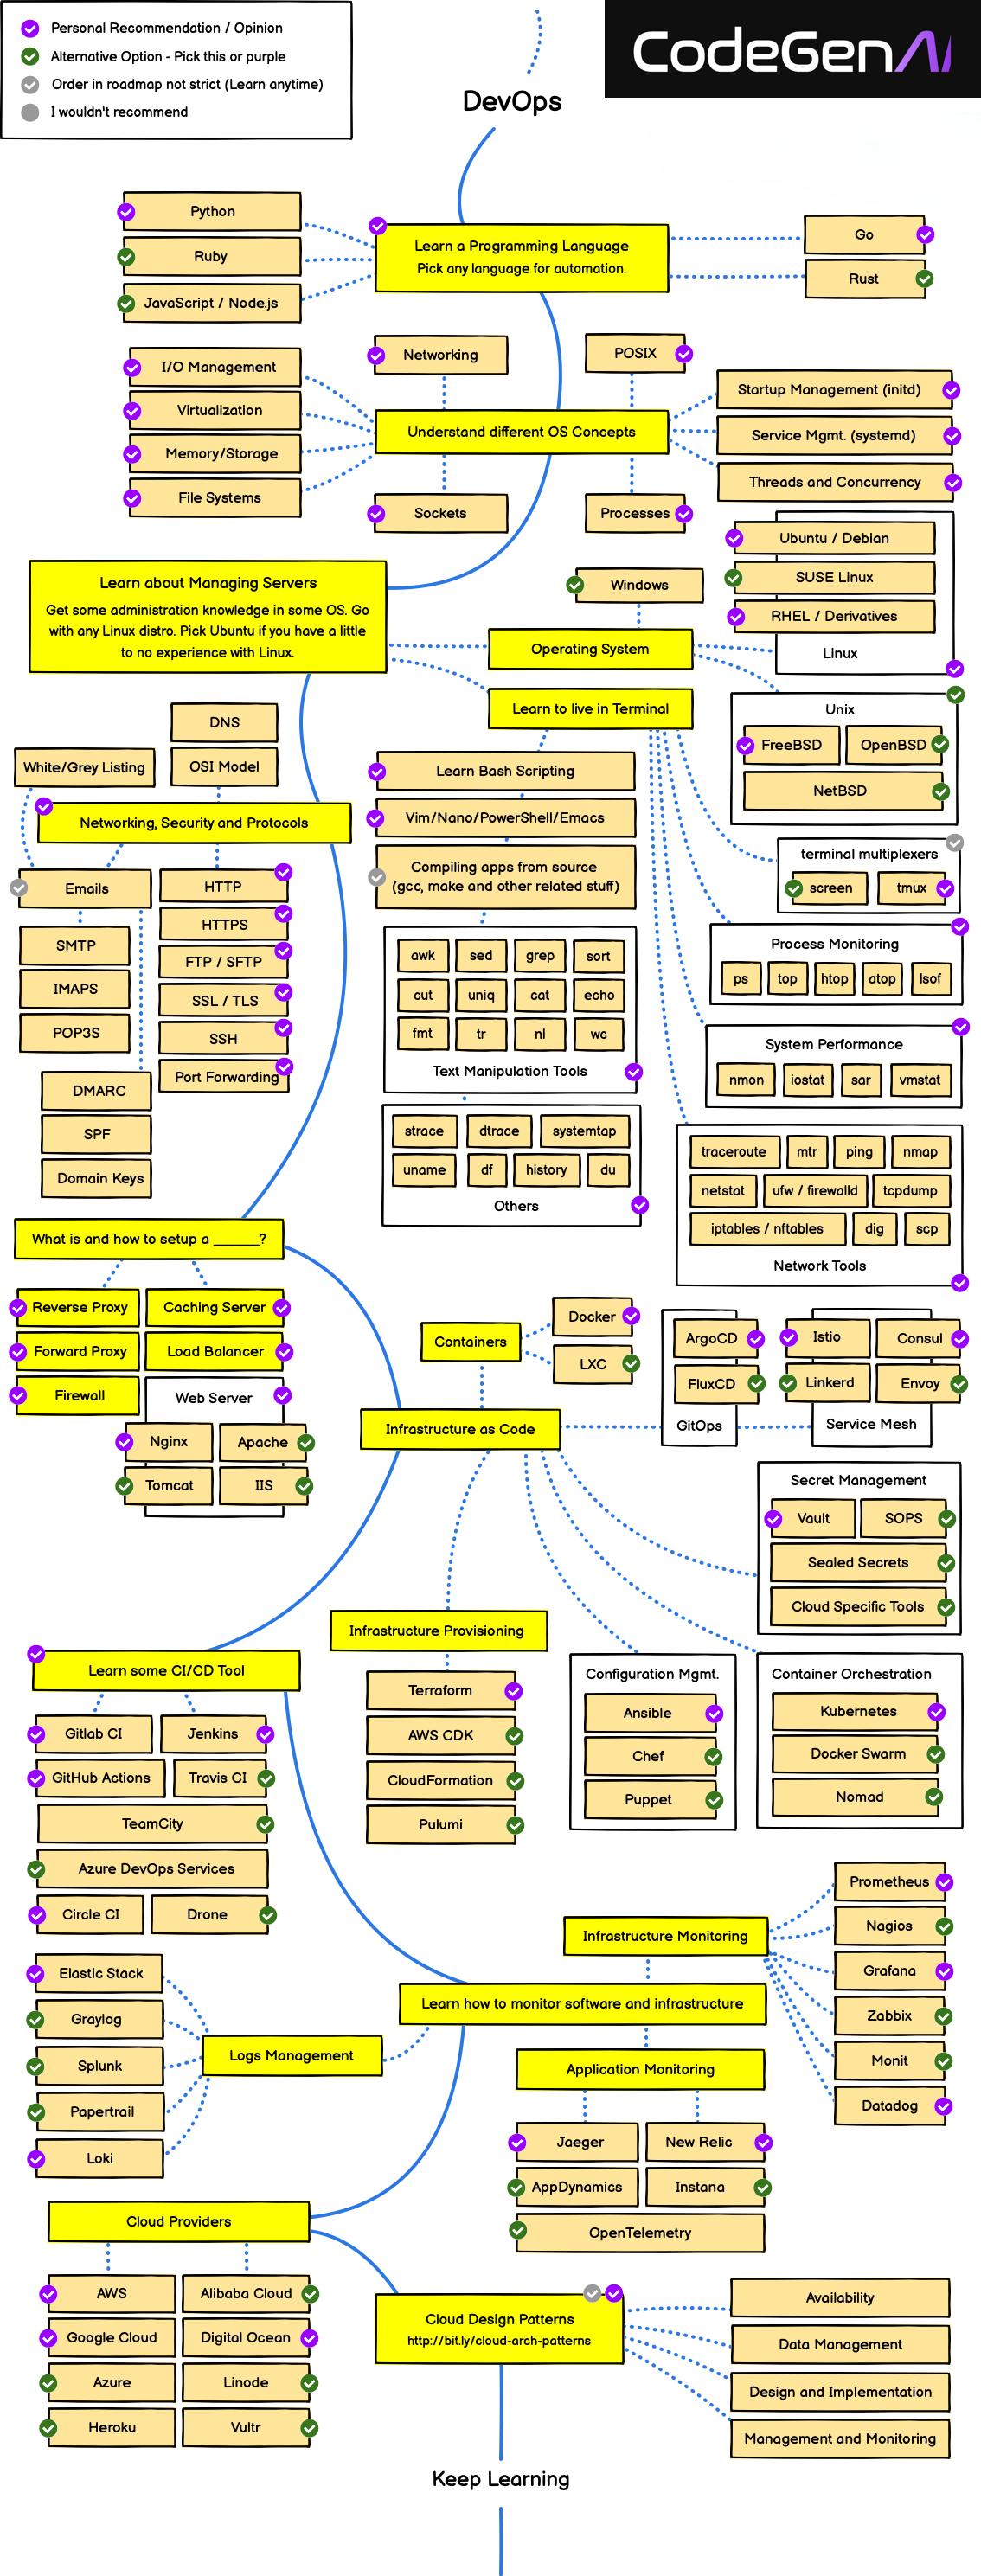 Personal Recommendation / Opinion
Alternative Option - Pick this or purple
Order in roadmap not strict (Learn anytime)
I wouldn't recommend
CodeGenAI
DevOps
Python
Ruby
JavaScript / Node.js
Learn a Programming Language
Pick any language for automation.
Go
Rust
I/O Management
Virtualization
Memory/Storage
File Systems
Networking
POSIX
Understand different OS Concepts
Sockets
Processes
Startup Management (initd)
Service Mgmt. (systemd)
Threads and Concurrency
Learn about Managing Servers
Get some administration knowledge in some OS. Go
with any Linux distro. Pick Ubuntu if you have a little
to no experience with Linux.
Windows
Operating System
Learn to live in Terminal
Ubuntu / Debian
SUSE Linux
RHEL / Derivatives
Linux
Unix
FreeBSD
OpenBSD
NetBSD
DNS
OSI Model
White/Grey Listing
Networking, Security and Protocols
Emails
SMTP
IMAPS
POP3S
DMARC
SPF
Domain Keys
HTTP
HTTPS
FTP / SFTP
SSL / TLS
SSH
Port Forwarding
Learn Bash Scripting
Vim/Nano/PowerShell/Emacs
Compiling apps from source
(gcc, make and other related stuff)
awk
sed
grep
sort
cut
uniq
cat
echo
fmt
tr
nl
wc
Text Manipulation Tools
strace
dtrace
systemtap
uname
df
history
du
Others
terminal multiplexers
screen
tmux
Process Monitoring
ps
top
htop
atop
lsof
System Performance
nmon
iostat
sar
vmstat
traceroute
mtr
ping
nmap
netstat
ufw / firewalld
tcpdump
iptables / nftables
dig
scp
Network Tools
What is and how to setup a ______?
Reverse Proxy
Caching Server
Forward Proxy
Load Balancer
Firewall
Web Server
Nginx
Apache
Tomcat
IIS
Containers
Docker
LXC
Infrastructure as Code
ArgoCD
FluxCD
GitOps
Istio
Consul
Linkerd
Envoy
Service Mesh
Secret Management
Vault
SOPS
Sealed Secrets
Cloud Specific Tools
Infrastructure Provisioning
Terraform
AWS CDK
CloudFormation
Pulumi
Configuration Mgmt.
Ansible
Chef
Puppet
Container Orchestration
Kubernetes
Docker Swarm
Nomad
Learn some CI/CD Tool
Gitlab CI
Jenkins
GitHub Actions
Travis CI
TeamCity
Azure DevOps Services
Circle CI
Drone
Infrastructure Monitoring
Prometheus
Nagios
Grafana
Zabbix
Monit
Datadog
Learn how to monitor software and infrastructure
Elastic Stack
Graylog
Splunk
Papertrail
Loki
Logs Management
Application Monitoring
Jaeger
New Relic
AppDynamics
Instana
OpenTelemetry
Cloud Providers
AWS
Alibaba Cloud
Google Cloud
Digital Ocean
Azure
Linode
Heroku
Vultr
Cloud Design Patterns
http://bit.ly/cloud-arch-patterns
Availability
Data Management
Design and Implementation
Management and Monitoring
Keep Learning